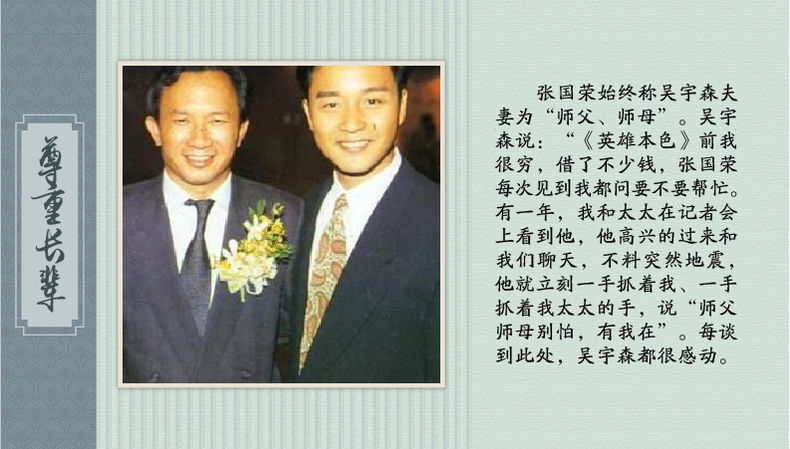 尊重长辈
张国荣始终称吴宇森夫
妻为“师父、师母”。吴宇
森说：“《英雄本色》前我
很穷，借了不少钱，张国荣
每次见到我都问要不要帮忙。
有一年，我和太太在记者会
上看到他，他高兴的过来和
我们聊天，不料突然地震，
他就立刻一手抓着我、一手
抓着我太太的手，说“师父
师母别怕，有我在”。每谈
到此处，吴宇森都很感动。